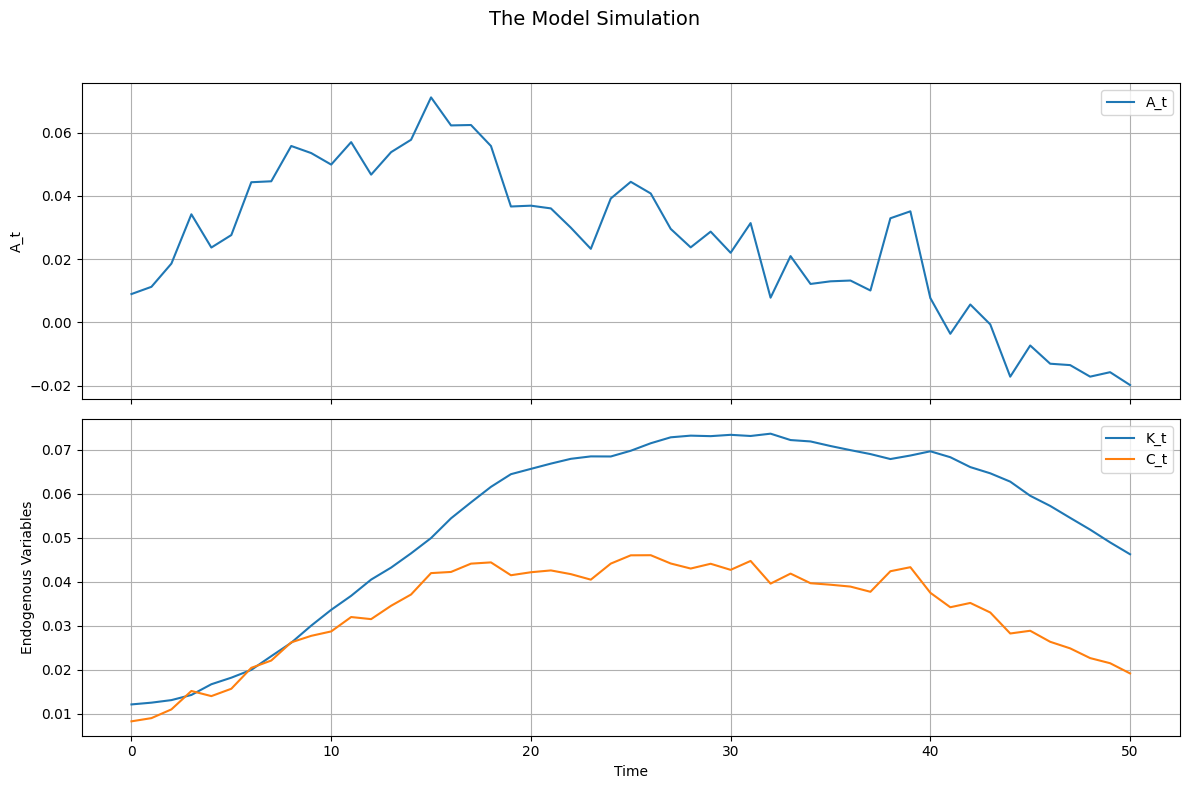 The Model Simulation
A_t
0.06
0.04
0.02
0.00
−0.02
A_t
K_t
C_t
0.07
0.06
0.05
0.04
0.03
0.02
0.01
Endogenous Variables
0 10 20 30 40 50
Time